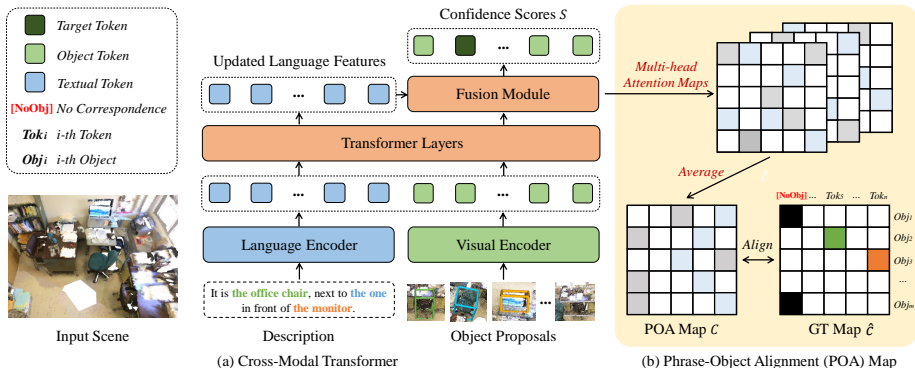 Target Token
Object Token
Textual Token
[NoObj] No Correspondence
Tok i i-th Token
Obj i i-th Object
Input Scene
Confidence Scores S
Updated Language Features
...
...
Fusion Module
Transformer Layers
...
...
Language Encoder
Visual Encoder
It is the office chair, next to the one
in front of the monitor.
...
Description
Object Proposals
(a) Cross-Modal Transformer
Multi-head
Attention Maps
Average
[NoObj] ... Tok5 ... Tokn
Obj1
Obj2
Obj3
...
Objm
Align
POA Map C
GT Map Ĉ
(b) Phrase-Object Alignment (POA) Map